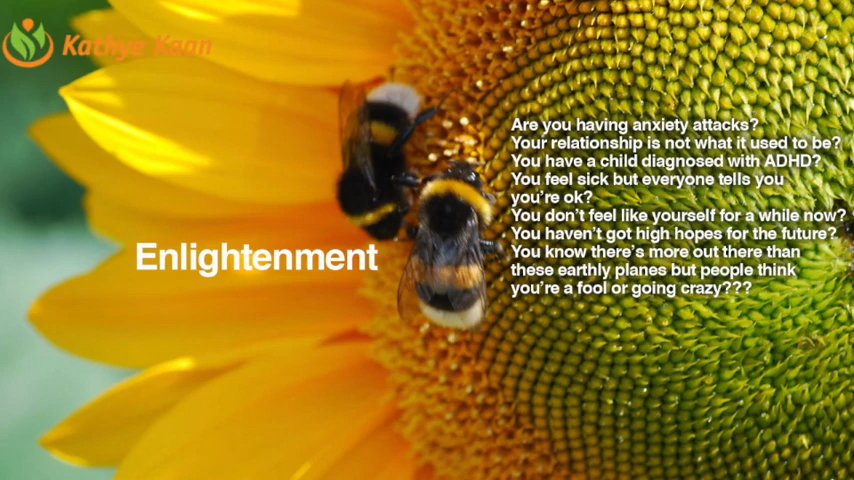 Kathye Kaan
Enlightenment
Are you having anxiety attacks?
Your relationship is not what it used to be?
You have a child diagnosed with ADHD?
You feel sick but everyone tells you
you're ok?
You don't feel like yourself for a while now?
You haven't got high hopes for the future?
You know there's more out there than
these earthly planes but people think
you're a fool or going crazy???